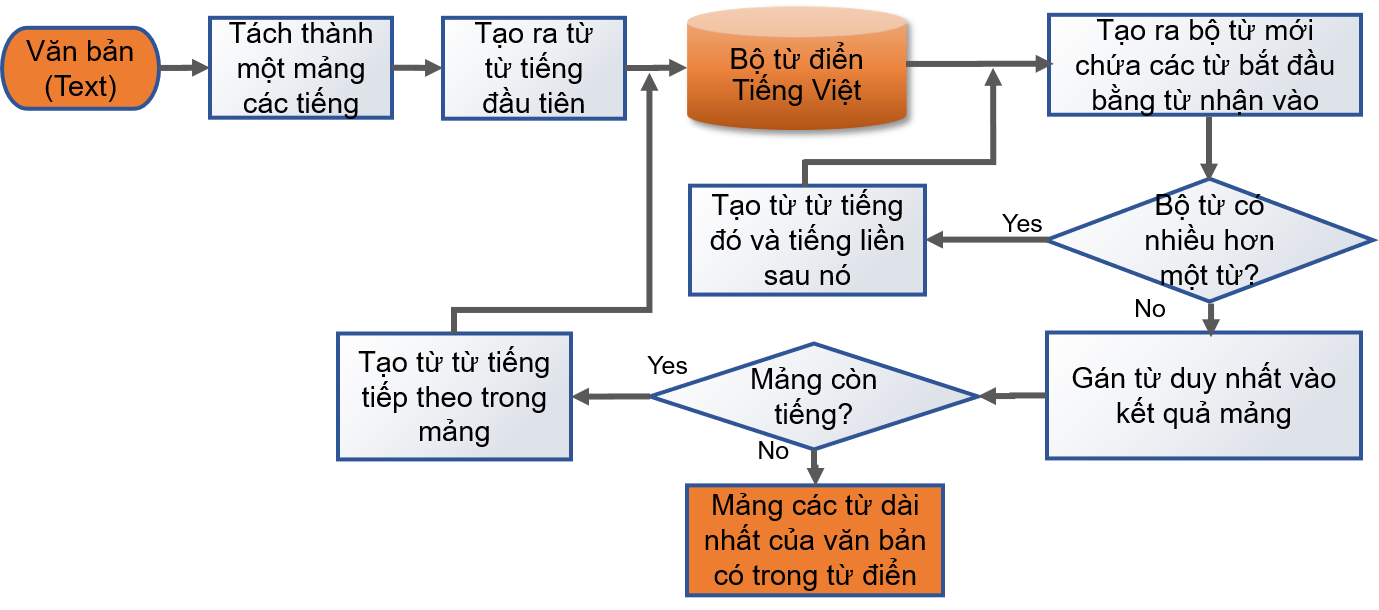 Văn bản
(Text)
Tách thành
một mảng
các tiếng
Tạo ra từ
từ tiếng
đầu tiên
Bộ từ điển
Tiếng Việt
Tạo ra bộ từ mới
chứa các từ bắt đầu
bằng từ nhận vào
Tạo từ từ tiếng
đó và tiếng liền
sau nó
Yes
Bộ từ có
nhiều hơn
một từ?
No
Tạo từ từ tiếng
tiếp theo trong
mảng
Yes
Mảng còn
tiếng?
No
Gán từ duy nhất vào
kết quả mảng
Mảng các từ dài
nhất của văn bản
có trong từ điển